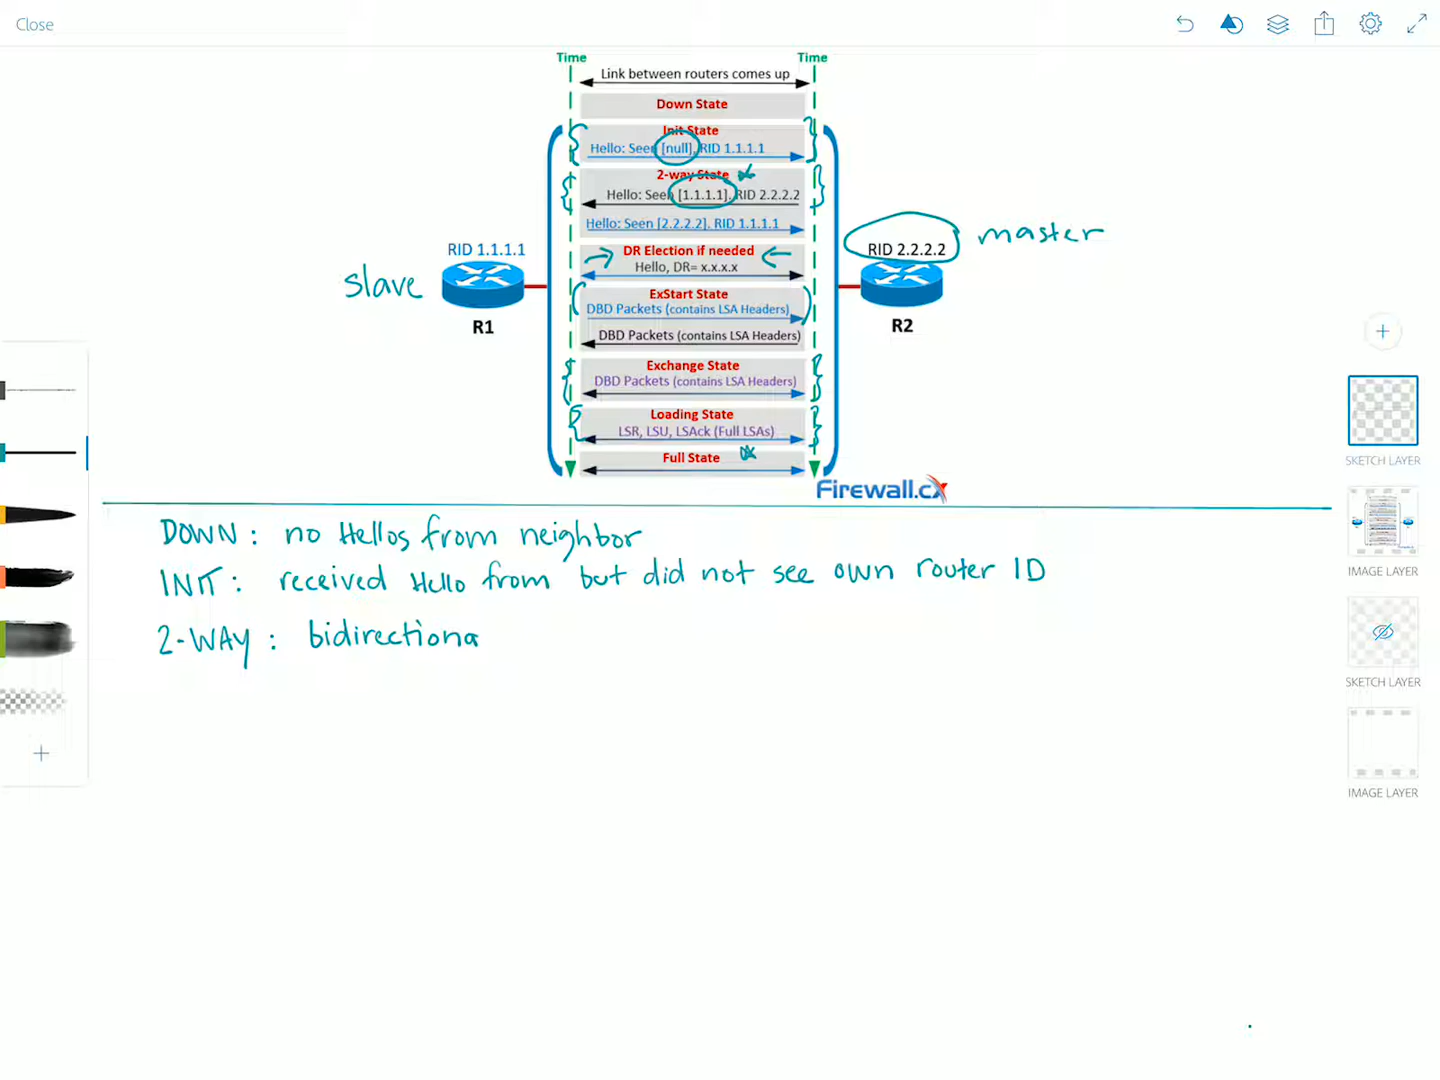 Close
Time
Time
Link between routers comes up
Down State
Init State
Hello: Seen [null], RID 1.1.1.1
2-way State
Hello: Seen [1.1.1.1], RID 2.2.2.2
Hello: Seen [2.2.2.2], RID 1.1.1.1
master
RID 1.1.1.1
DR Election if needed
RID 2.2.2.2
Hello, DR= x.x.x.x
slave
ExStart State
DBD Packets (contains LSA Headers)
R1
R2
DBD Packets (contains LSA Headers)
Exchange State
DBD Packets (contains LSA Headers)
Loading State
LSR, LSU, LSAck (Full LSAs)
Full State
Firewall.cx
DOWN: no Hellos from neighbor
INIT: received Hello from but did not see own router ID
2-WAY: bidirectiona
SKETCH LAYER
IMAGE LAYER
SKETCH LAYER
IMAGE LAYER